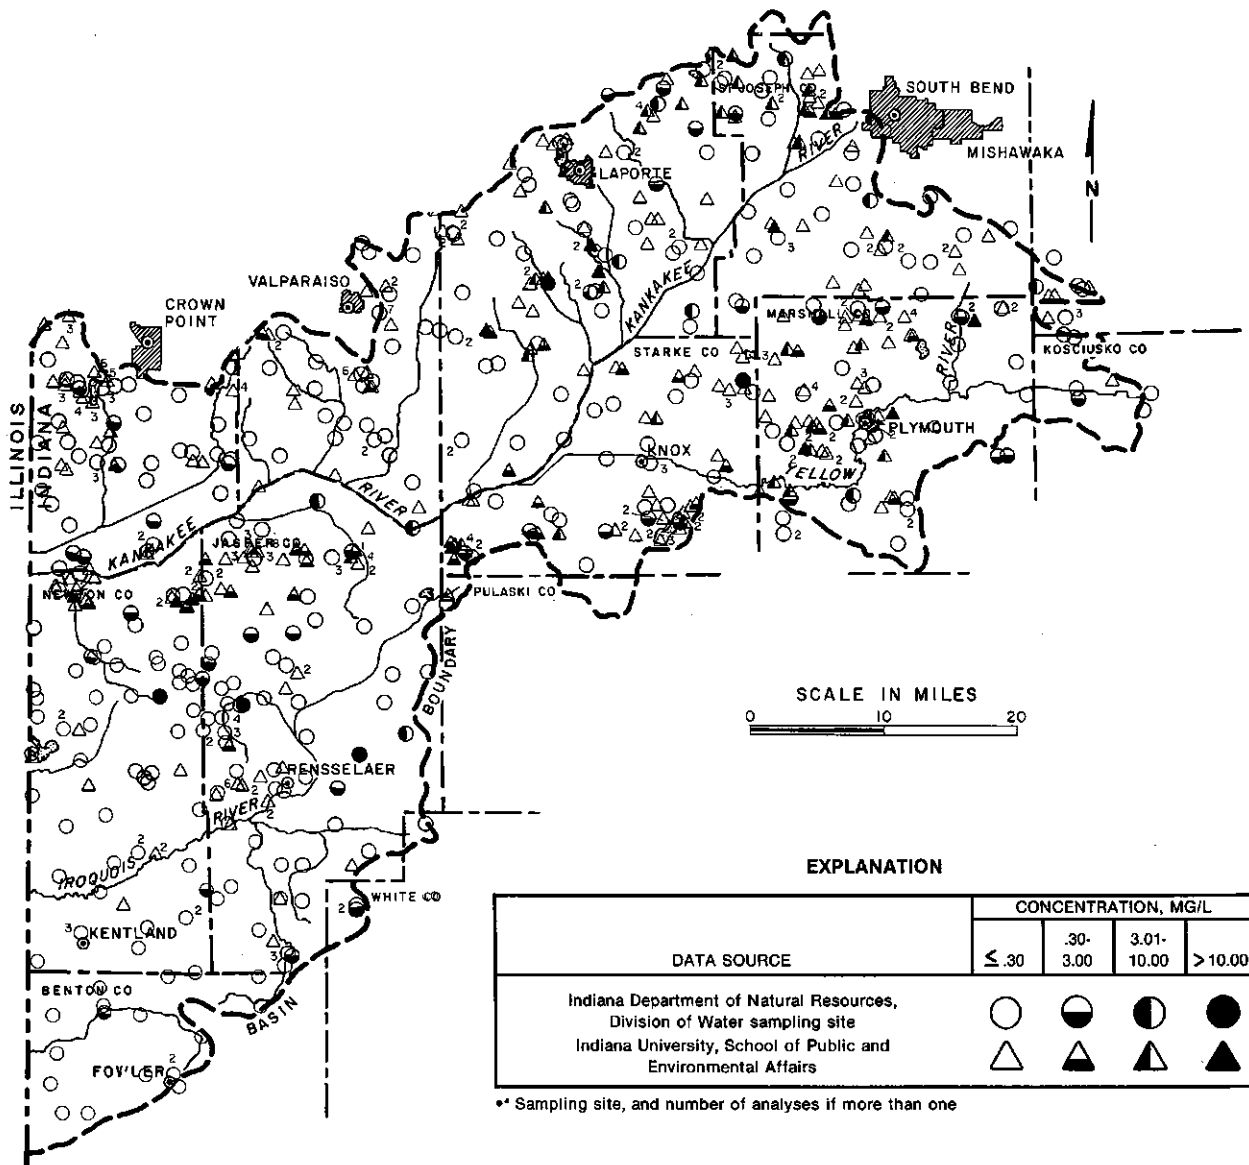 SOUTH BEND
ST JOSEPH CO
MISHAWAKA
RIVER
LAPORTE
N
VALPARAISO
KANKAKEE
CROWN
POINT
MARSHALL CO
STARKE CO
RIVER
KOSCIUSKO CO
ILLINOIS
INDIANA
PLYMOUTH
KNOX
YELLOW
RIVER
KANKAKEE
JASPER CO
NEWTON CO
PULASKI CO
BOUNDARY
SCALE IN MILES
0 10 20
RENSSELAER
RIVER
IROQUOIS
WHITE CO
KENTLAND
BENTON CO
BASIN
FOWLER
EXPLANATION
DATA SOURCE
CONCENTRATION, MG/L
≤ .30
.30-
3.00
3.01-
10.00
> 10.00
Indiana Department of Natural Resources,
Division of Water sampling site
Indiana University, School of Public and
Environmental Affairs
Sampling site, and number of analyses if more than one